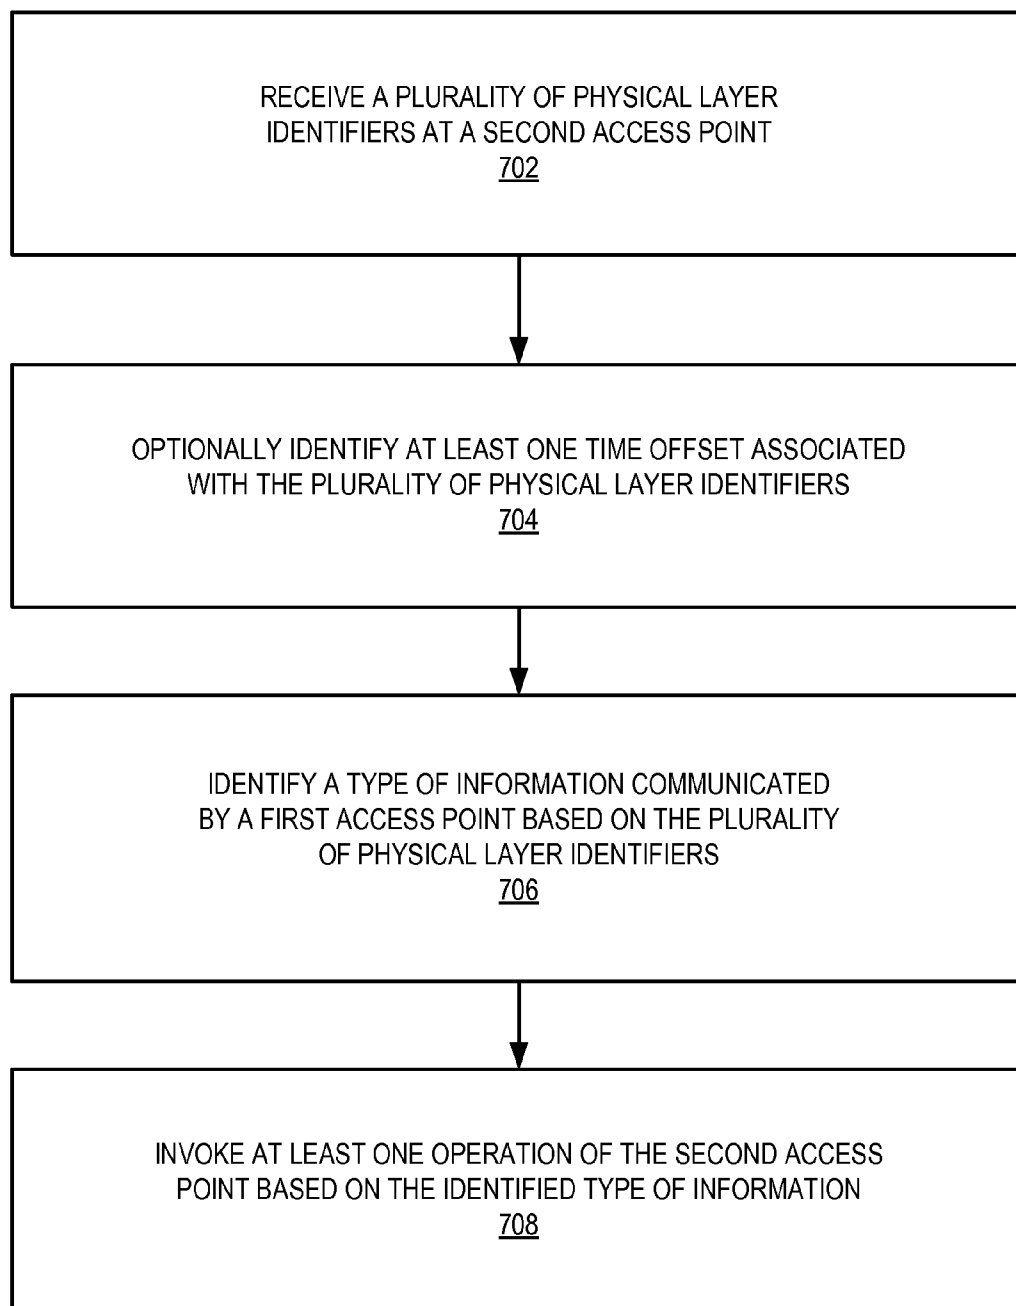 RECEIVE A PLURALITY OF PHYSICAL LAYER
IDENTIFIERS AT A SECOND ACCESS POINT
702
OPTIONALLY IDENTIFY AT LEAST ONE TIME OFFSET ASSOCIATED
WITH THE PLURALITY OF PHYSICAL LAYER IDENTIFIERS
704
IDENTIFY A TYPE OF INFORMATION COMMUNICATED
BY A FIRST ACCESS POINT BASED ON THE PLURALITY
OF PHYSICAL LAYER IDENTIFIERS
706
INVOKE AT LEAST ONE OPERATION OF THE SECOND ACCESS
POINT BASED ON THE IDENTIFIED TYPE OF INFORMATION
708